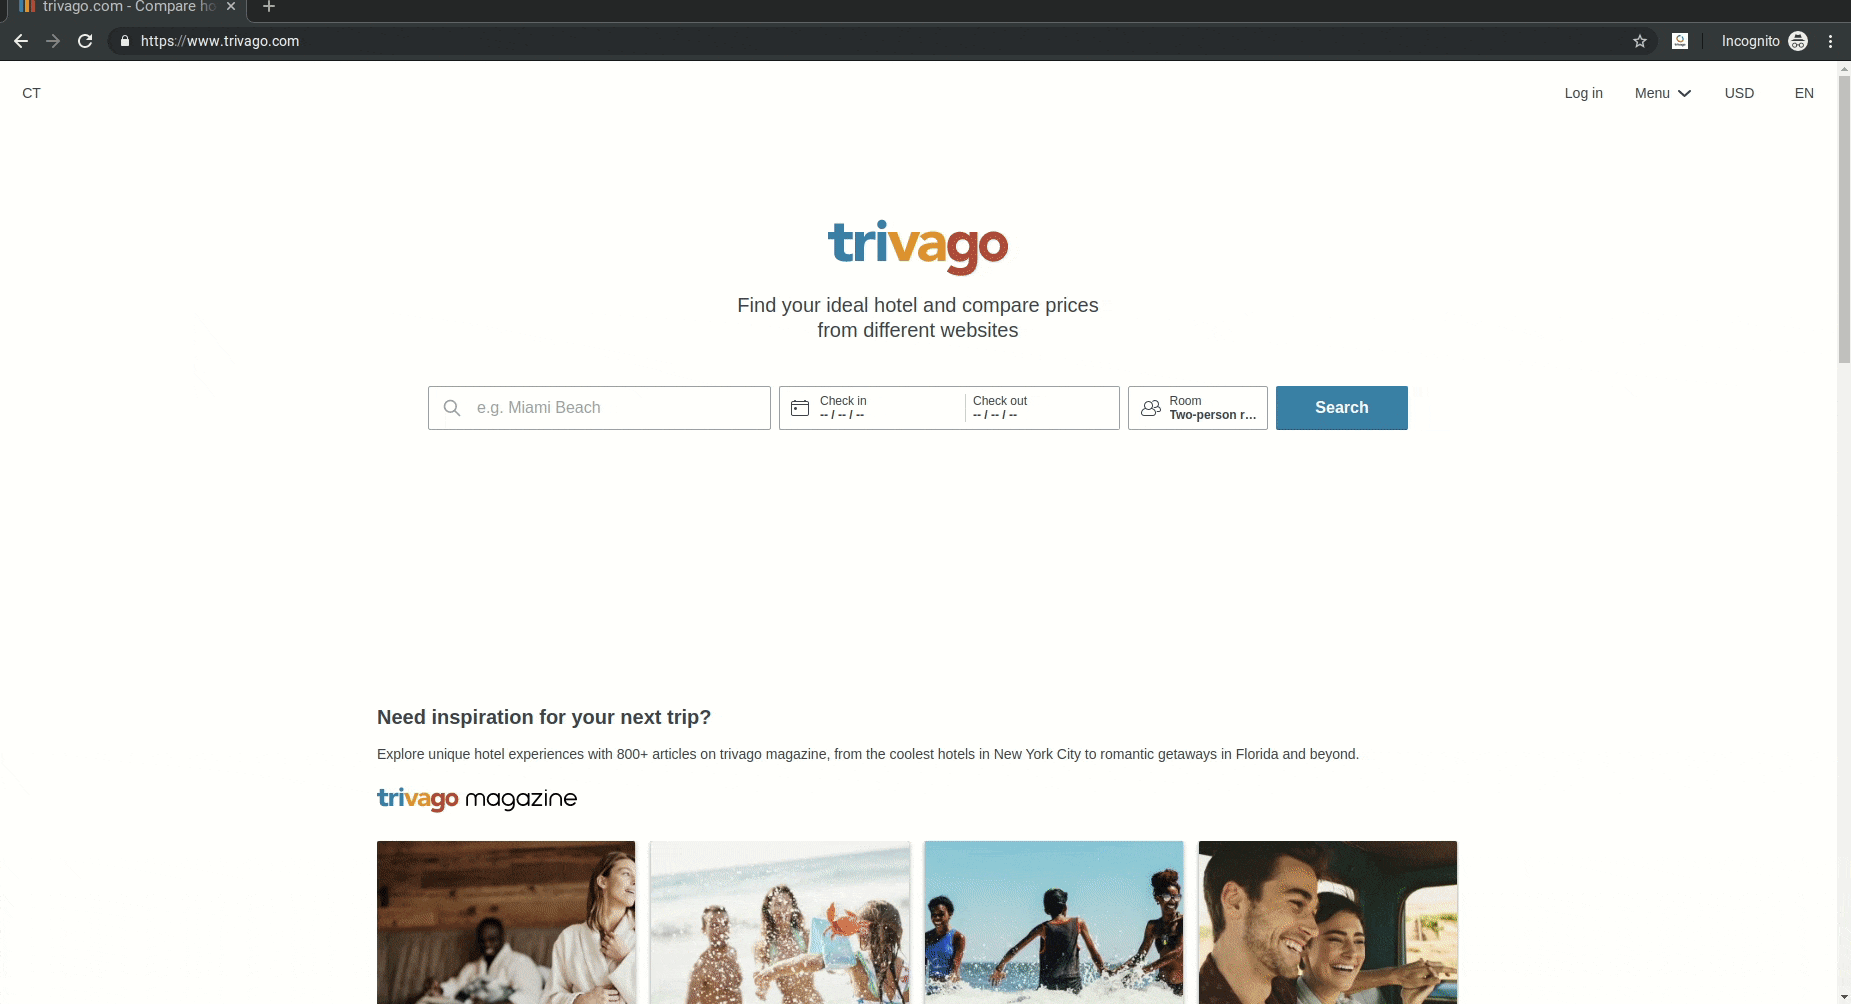 trivago.com - Compare ho
https://www.trivago.com
Incognito
CT
Log in
Menu
USD
EN
trivago
Find your ideal hotel and compare prices
from different websites
e.g. Miami Beach
Check in
-- / -- / --
Check out
-- / -- / --
Room
Two-person r...
Search
Need inspiration for your next trip?
Explore unique hotel experiences with 800+ articles on trivago magazine, from the coolest hotels in New York City to romantic getaways in Florida and beyond.
trivago magazine